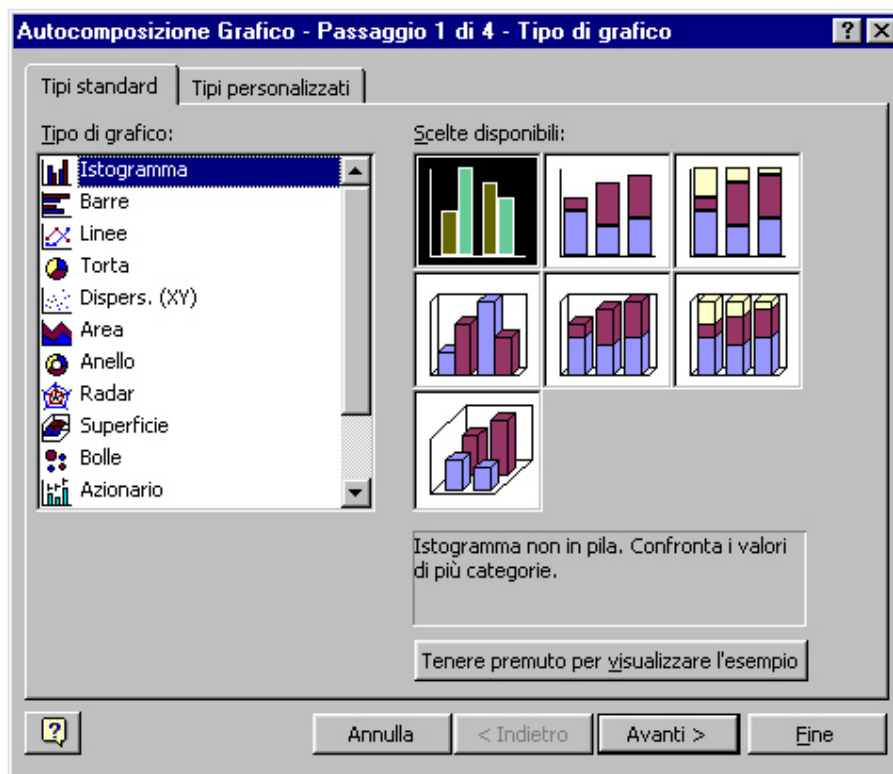 Autocomposizione Grafico - Passaggio 1 di 4 - Tipo di grafico
Tipi standard
Tipi personalizzati
Tipo di grafico:
Istogramma
Barre
Linee
Torta
Dispers. (XY)
Area
Anello
Radar
Superficie
Bolle
Azionario
Scelte disponibili:
Istogramma non in pila. Confronta i valori
di più categorie.
Tenere premuto per visualizzare l'esempio
Annulla
< Indietro
Avanti >
Fine